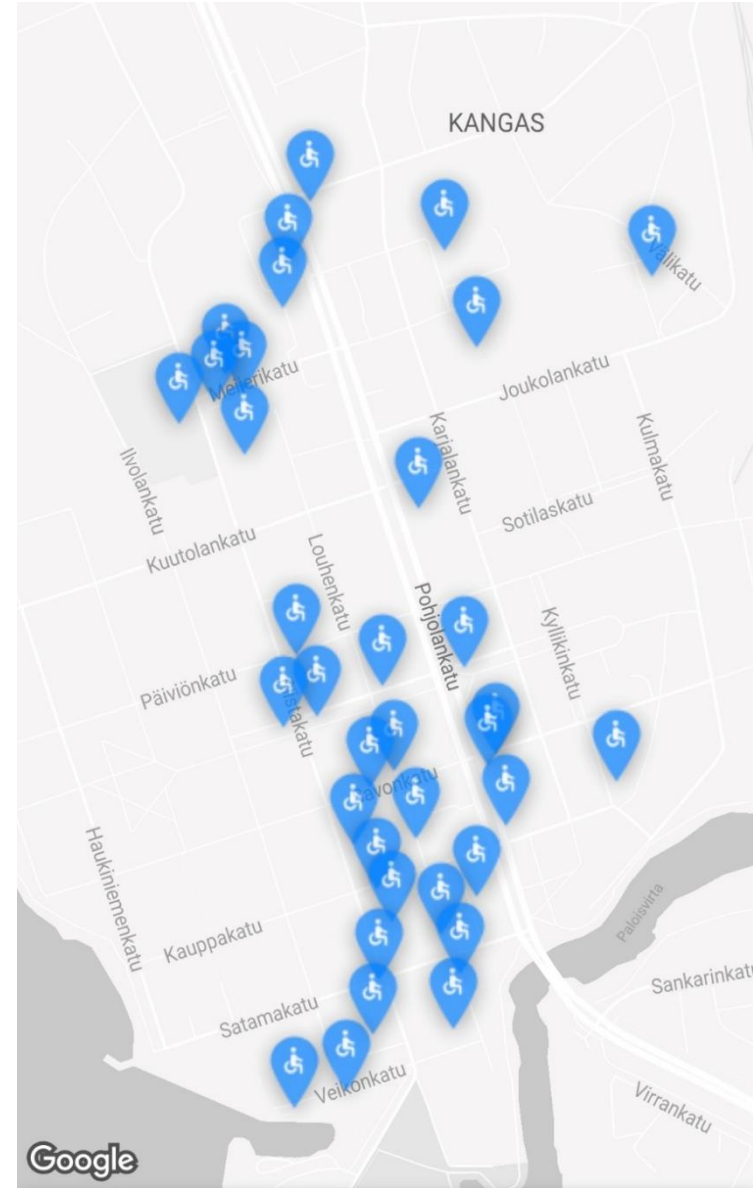 KANGAS
Välikatu
Meijerikatu
Joukolankatu
Karjalankatu
Kulmakatu
Ilvolankatu
Sotilaskatu
Kuutolankatu
Louhenkatu
Pohjolankatu
Kyllikinkatu
Päiviönkatu
Haukiniemenkatu
Paloisvirta
Kauppakatu
Sankarinkatu
Satamakatu
Veikonkatu
Virrankatu
Google